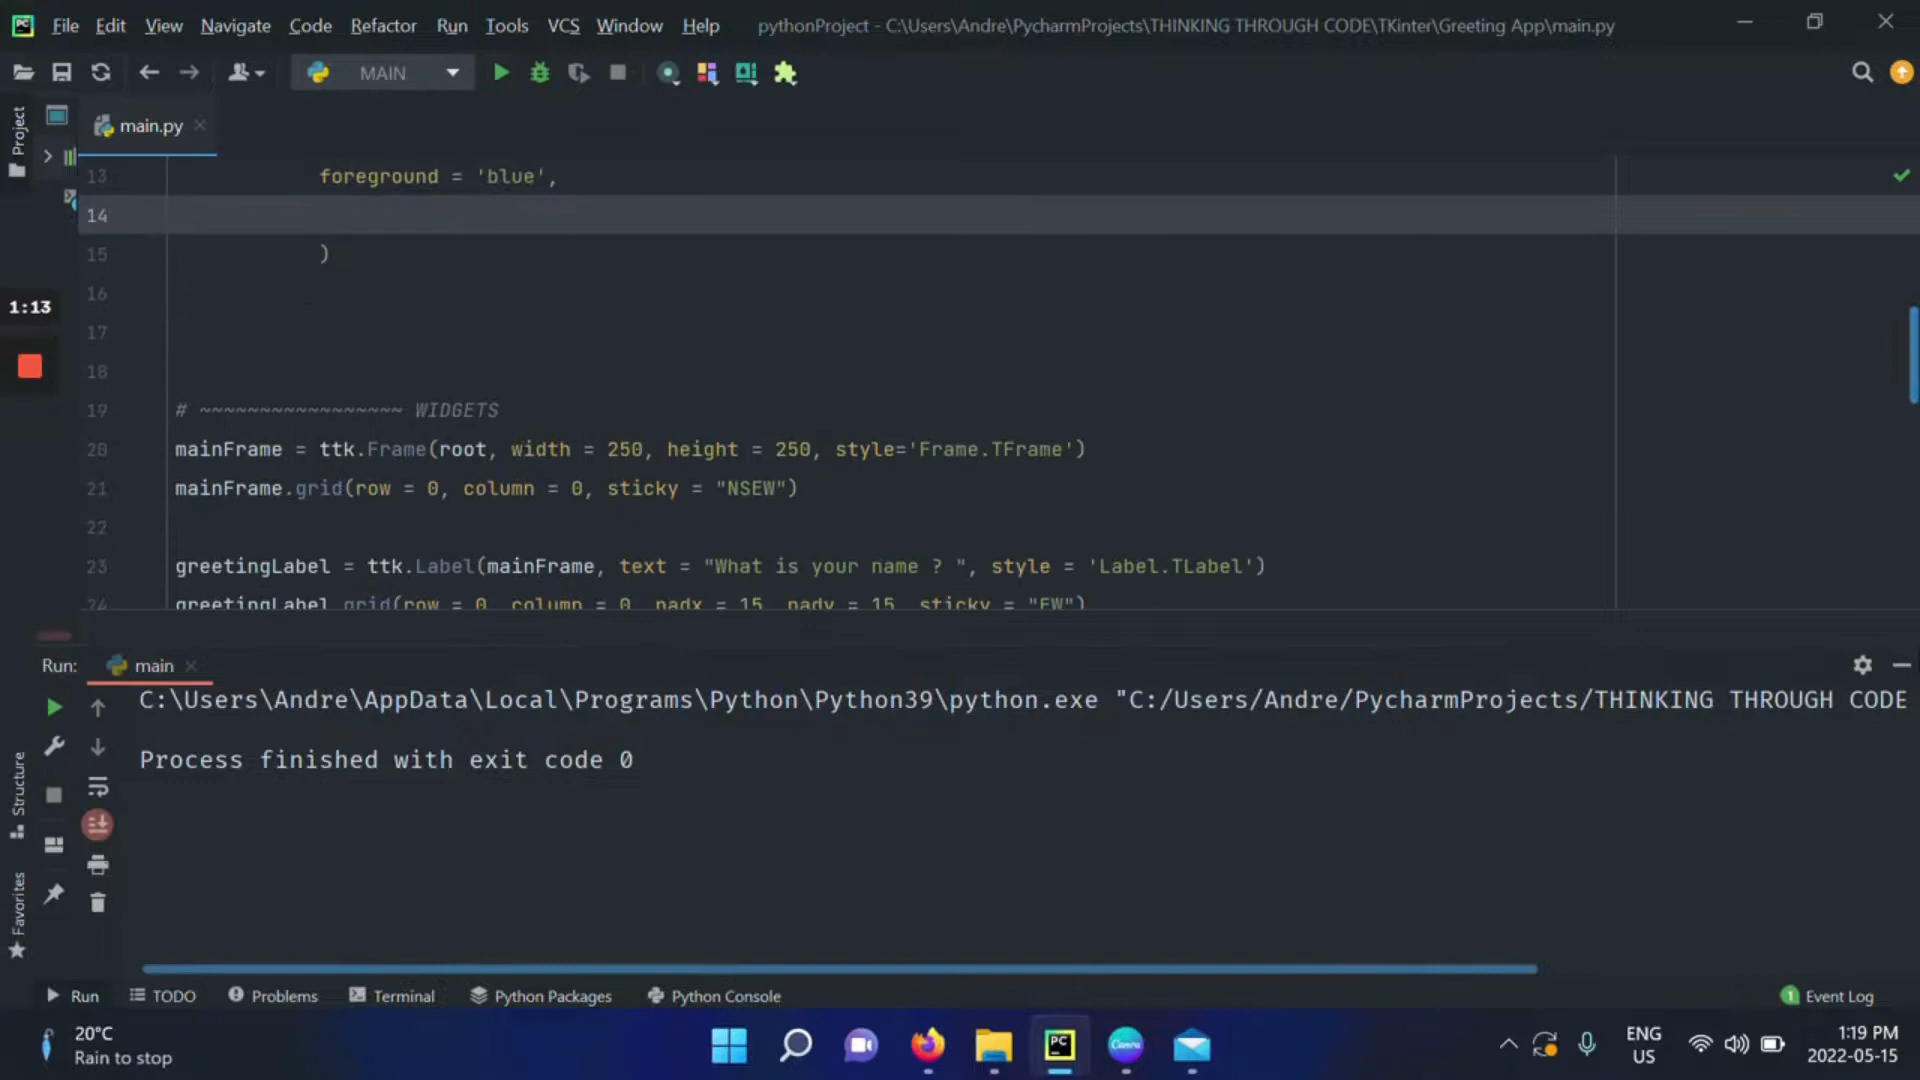 File Edit View Navigate Code Refactor Run Tools VCS Window Help pythonProject - C:\Users\Andre\PycharmProjects\THINKING THROUGH CODE\TKinter\Greeting App\main.py
MAIN
Project
main.py
13 foreground = 'blue',
14
15 )
16
1:13
17
18
19 # ~~~~~~~~~~~~~~~~~ WIDGETS
20 mainFrame = ttk.Frame(root, width = 250, height = 250, style='Frame.TFrame')
21 mainFrame.grid(row = 0, column = 0, sticky = "NSEW")
22
23 greetingLabel = ttk.Label(mainFrame, text = "What is your name ? ", style = 'Label.TLabel')
24 greetingLabel.grid(row = 0, column = 0, padx = 15, pady = 15, sticky = "EW")
Run: main
C:\Users\Andre\AppData\Local\Programs\Python\Python39\python.exe "C:/Users/Andre/PycharmProjects/THINKING THROUGH CODE
Process finished with exit code 0
Structure
Favorites
Run TODO Problems Terminal Python Packages Python Console 1 Event Log
20°C
Rain to stop
PC
Canva
ENG
US
1:19 PM
2022-05-15